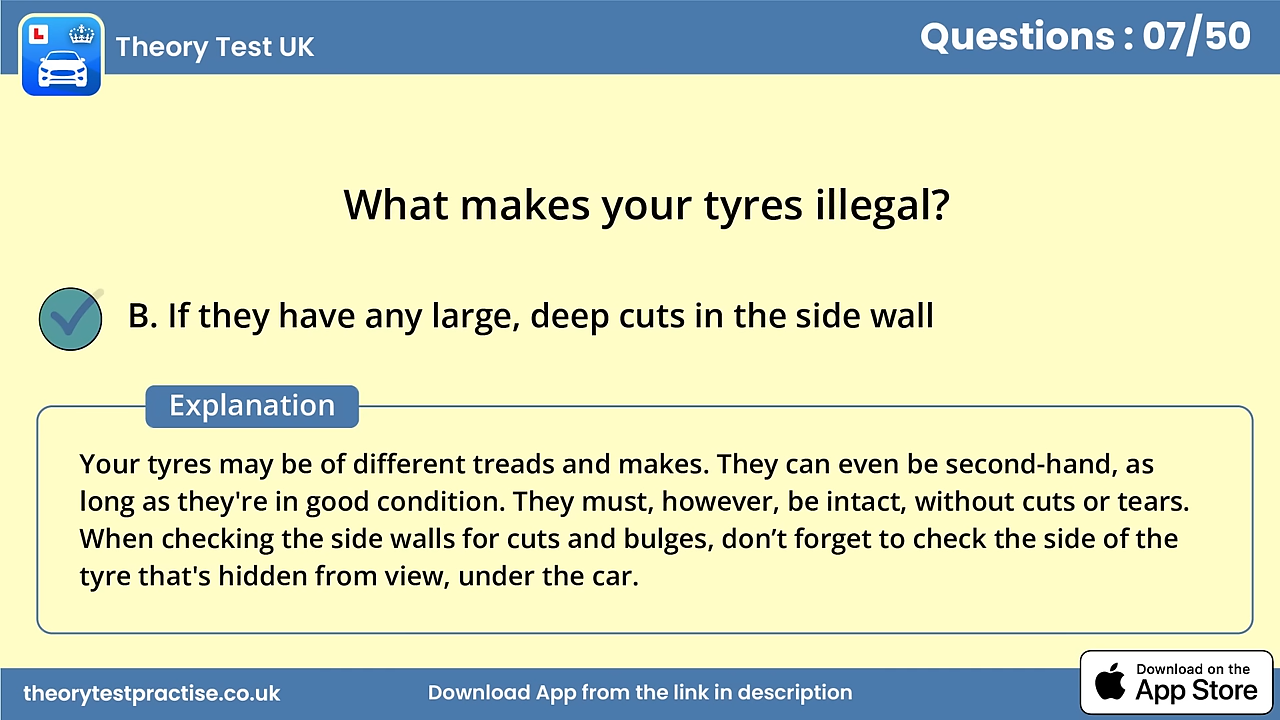 L
Theory Test UK
Questions : 07/50
What makes your tyres illegal?
B. If they have any large, deep cuts in the side wall
Explanation
Your tyres may be of different treads and makes. They can even be second-hand, as
long as they're in good condition. They must, however, be intact, without cuts or tears.
When checking the side walls for cuts and bulges, don’t forget to check the side of the
tyre that's hidden from view, under the car.
theorytestpractise.co.uk
Download App from the link in description
Download on the
App Store